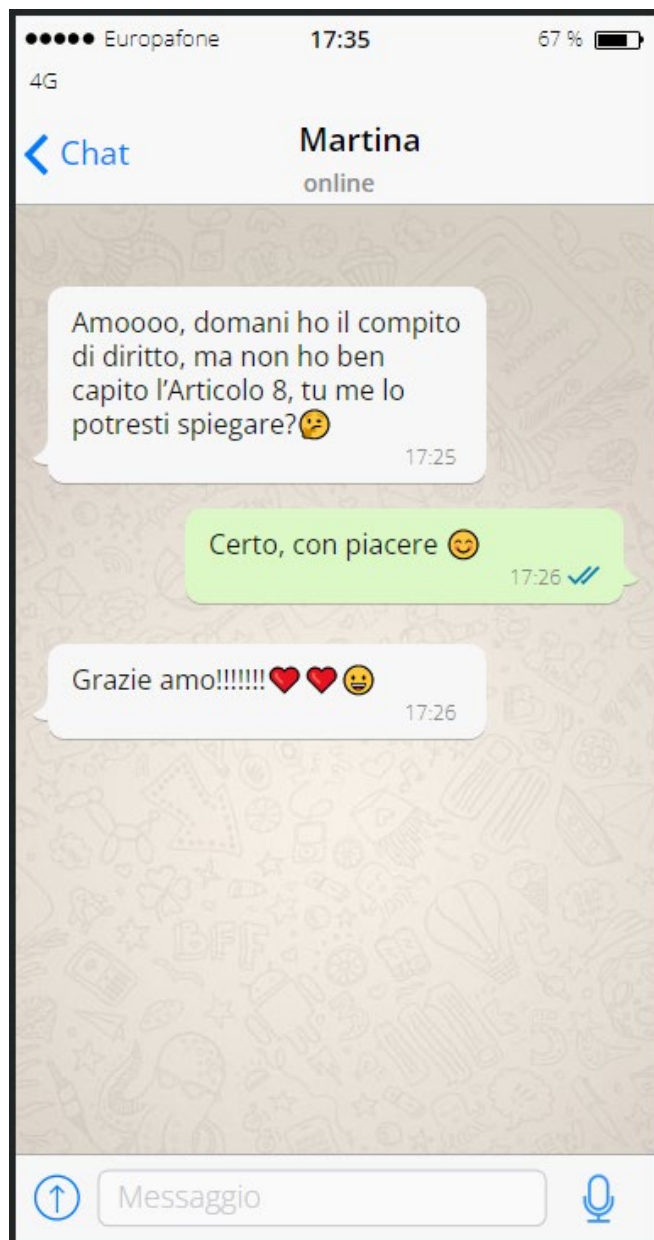 Europafone 17:35 67 %
4G
Chat Martina
online
Amoooo, domani ho il compito
di diritto, ma non ho ben
capito l'Articolo 8, tu me lo
potresti spiegare?🤔
17:25
Certo, con piacere 😊
17:26
Grazie amo!!!!!!!❤️❤️😀
17:26
BFF
Messaggio